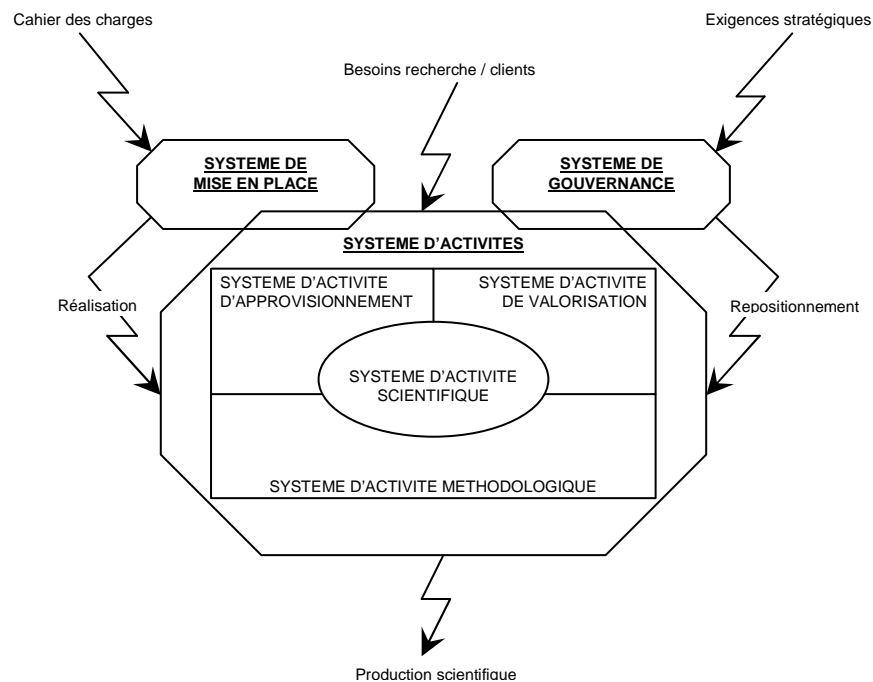 Cahier des charges
Exigences stratégiques
Besoins recherche / clients
SYSTEME DE
MISE EN PLACE
SYSTEME DE
GOUVERNANCE
SYSTEME D'ACTIVITES
SYSTEME D'ACTIVITE
D'APPROVISIONNEMENT
SYSTEME D'ACTIVITE
DE VALORISATION
Réalisation
Repositionnement
SYSTEME D'ACTIVITE
SCIENTIFIQUE
SYSTEME D'ACTIVITE METHODOLOGIQUE
Production scientifique